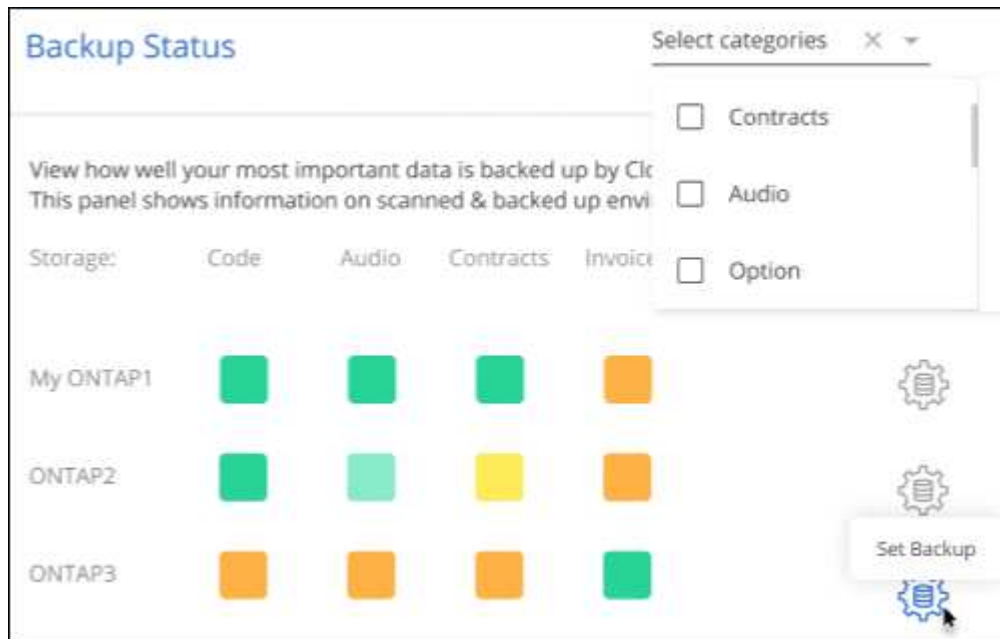 Backup Status
Select categories
Contracts
Audio
Option
View how well your most important data is backed up by Clo
This panel shows information on scanned & backed up envi
Storage: Code Audio Contracts Invoice
My ONTAP1
ONTAP2
Set Backup
ONTAP3